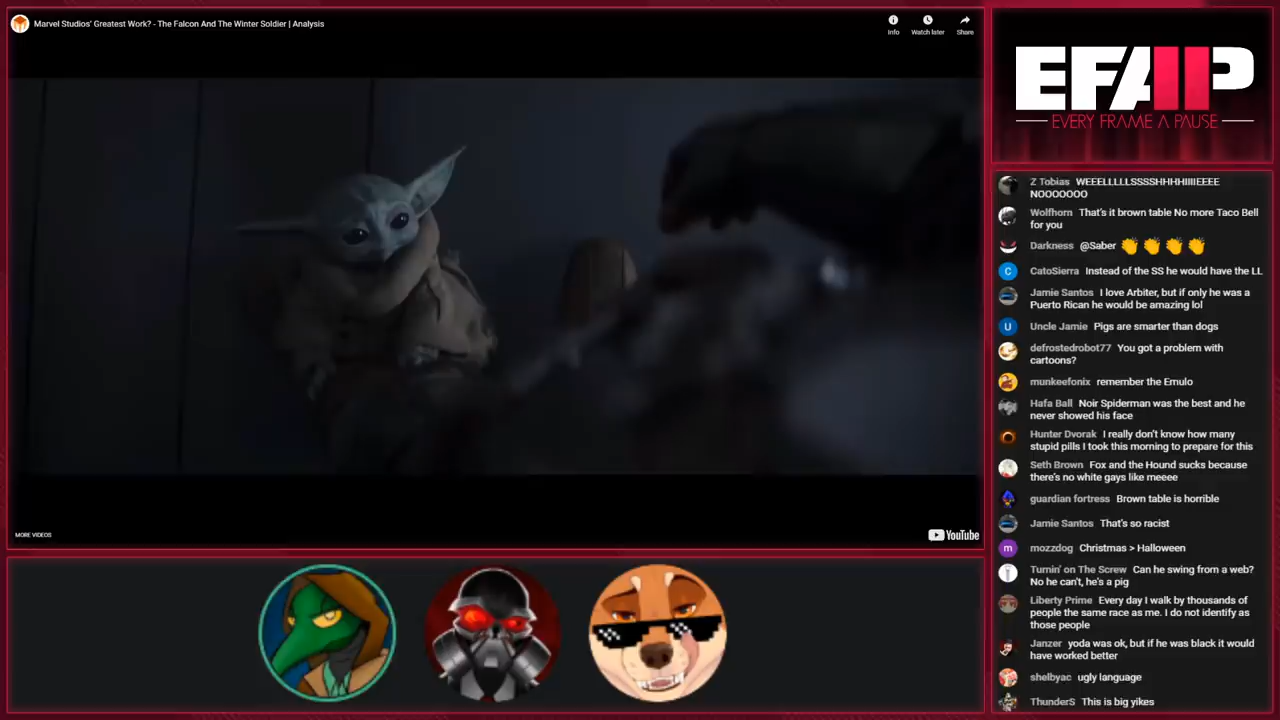 Marvel Studios' Greatest Work? - The Falcon And The Winter Soldier | Analysis
Info
Watch later
Share
MORE VIDEOS
YouTube
EFAP
EVERY FRAME A PAUSE
Z Tobias WEEELLLLLSSSSHHHHIIIIEEEE
NOOOOOOO
Wolfhorn That's it brown table No more Taco Bell
for you
Darkness @Saber 👏 👏 👏 👏
C
CatoSierra Instead of the SS he would have the LL
Jamie Santos I love Arbiter, but if only he was a
Puerto Rican he would be amazing lol
U
Uncle Jamie Pigs are smarter than dogs
defrostedrobot77 You got a problem with
cartoons?
munkeefonix remember the Emulo
Hafa Ball Noir Spiderman was the best and he
never showed his face
Hunter Dvorak I really don't know how many
stupid pills I took this morning to prepare for this
Seth Brown Fox and the Hound sucks because
there's no white gays like meeee
guardian fortress Brown table is horrible
Jamie Santos That's so racist
m
mozzdog Christmas > Halloween
Turnin' on The Screw Can he swing from a web?
No he can't, he's a pig
Liberty Prime Every day I walk by thousands of
people the same race as me. I do not identify as
those people
Janzer yoda was ok, but if he was black it would
have worked better
shelbyac ugly language
ThunderS This is big yikes